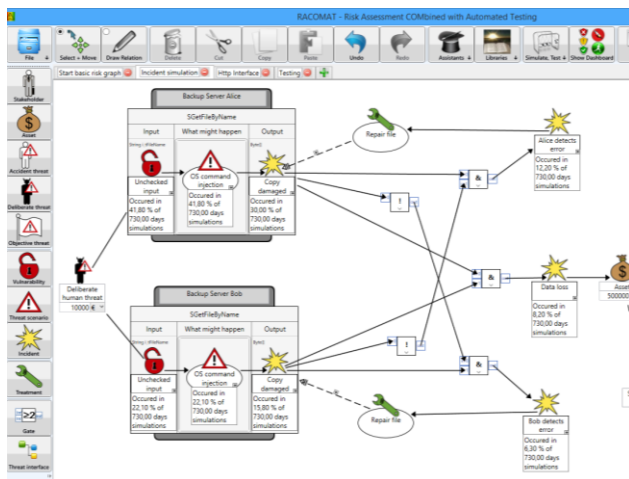 RACOMAT - Risk Assessment COMbined with Automated Testing
File
Select + Move
Draw Relation
Delete
Cut
Copy
Paste
Undo
Redo
Assistants
Libraries
Simulate, Test
Show Dashboard
Start basic risk graph
Incident simulation
Http Interface
Testing
Stakeholder
Asset
Accident threat
Deliberate threat
Objective threat
Vulnerability
Threat scenario
Incident
Treatment
≥2
Gate
Threat interface
Deliberate
human threat
10000 €
Backup Server Alice
SGetFileByName
Input
What might happen
Output
Unchecked
input
Occured in
41,80 % of
730,00 days
simulations
OS command
injection
Occured in
41,80 % of
730,00 days
simulations
Copy
damaged
Occured in
30,00 % of
730,00 days
simulations
Repair file
Alice detects
error
Occured in
12,20 % of
730,00 days
simulations
&
!
&
Data loss
Occured in
8,20 % of
730,00 days
simulations
Asset
500000
Backup Server Bob
SGetFileByName
Input
What might happen
Output
Unchecked
input
Occured in
22,10 % of
730,00 days
simulations
OS command
injection
Occured in
22,10 % of
730,00 days
simulations
Copy
damaged
Occured in
15,80 % of
730,00 days
simulations
!
&
Repair file
Bob detects
error
Occured in
6,30 % of
730,00 days
simulations